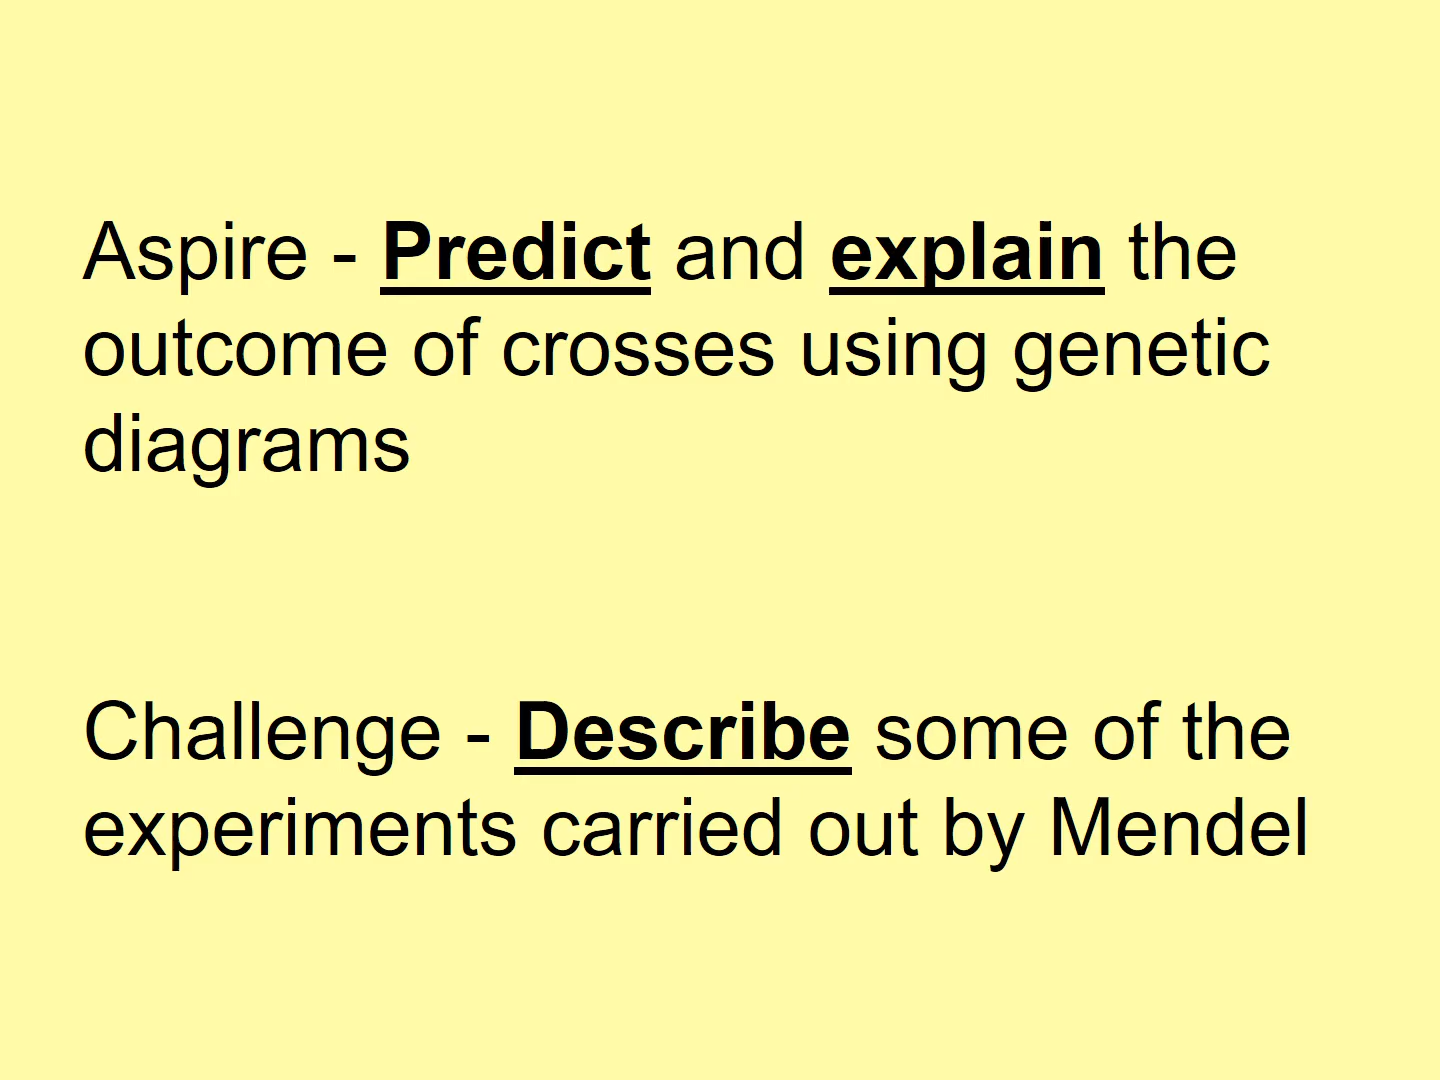 Aspire - Predict and explain the
outcome of crosses using genetic
diagrams
Challenge - Describe some of the
experiments carried out by Mendel